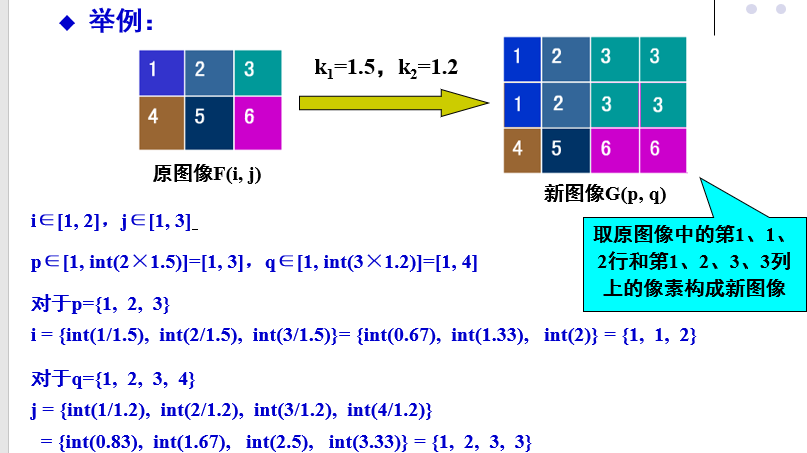 ◆ 举例:
1 2 3
4 5 6
原图像F(i, j)
k1=1.5，k2=1.2
1 2 3 3
1 2 3 3
4 5 6 6
新图像G(p, q)
取原图像中的第1、1、
2行和第1、2、3、3列
上的像素构成新图像
i∈[1, 2]，j∈[1, 3]
p∈[1, int(2×1.5)]=[1, 3]，q∈[1, int(3×1.2)]=[1, 4]
对于p={1, 2, 3}
i = {int(1/1.5), int(2/1.5), int(3/1.5)}= {int(0.67), int(1.33), int(2)} = {1, 1, 2}
对于q={1, 2, 3, 4}
j = {int(1/1.2), int(2/1.2), int(3/1.2), int(4/1.2)}
= {int(0.83), int(1.67), int(2.5), int(3.33)} = {1, 2, 3, 3}